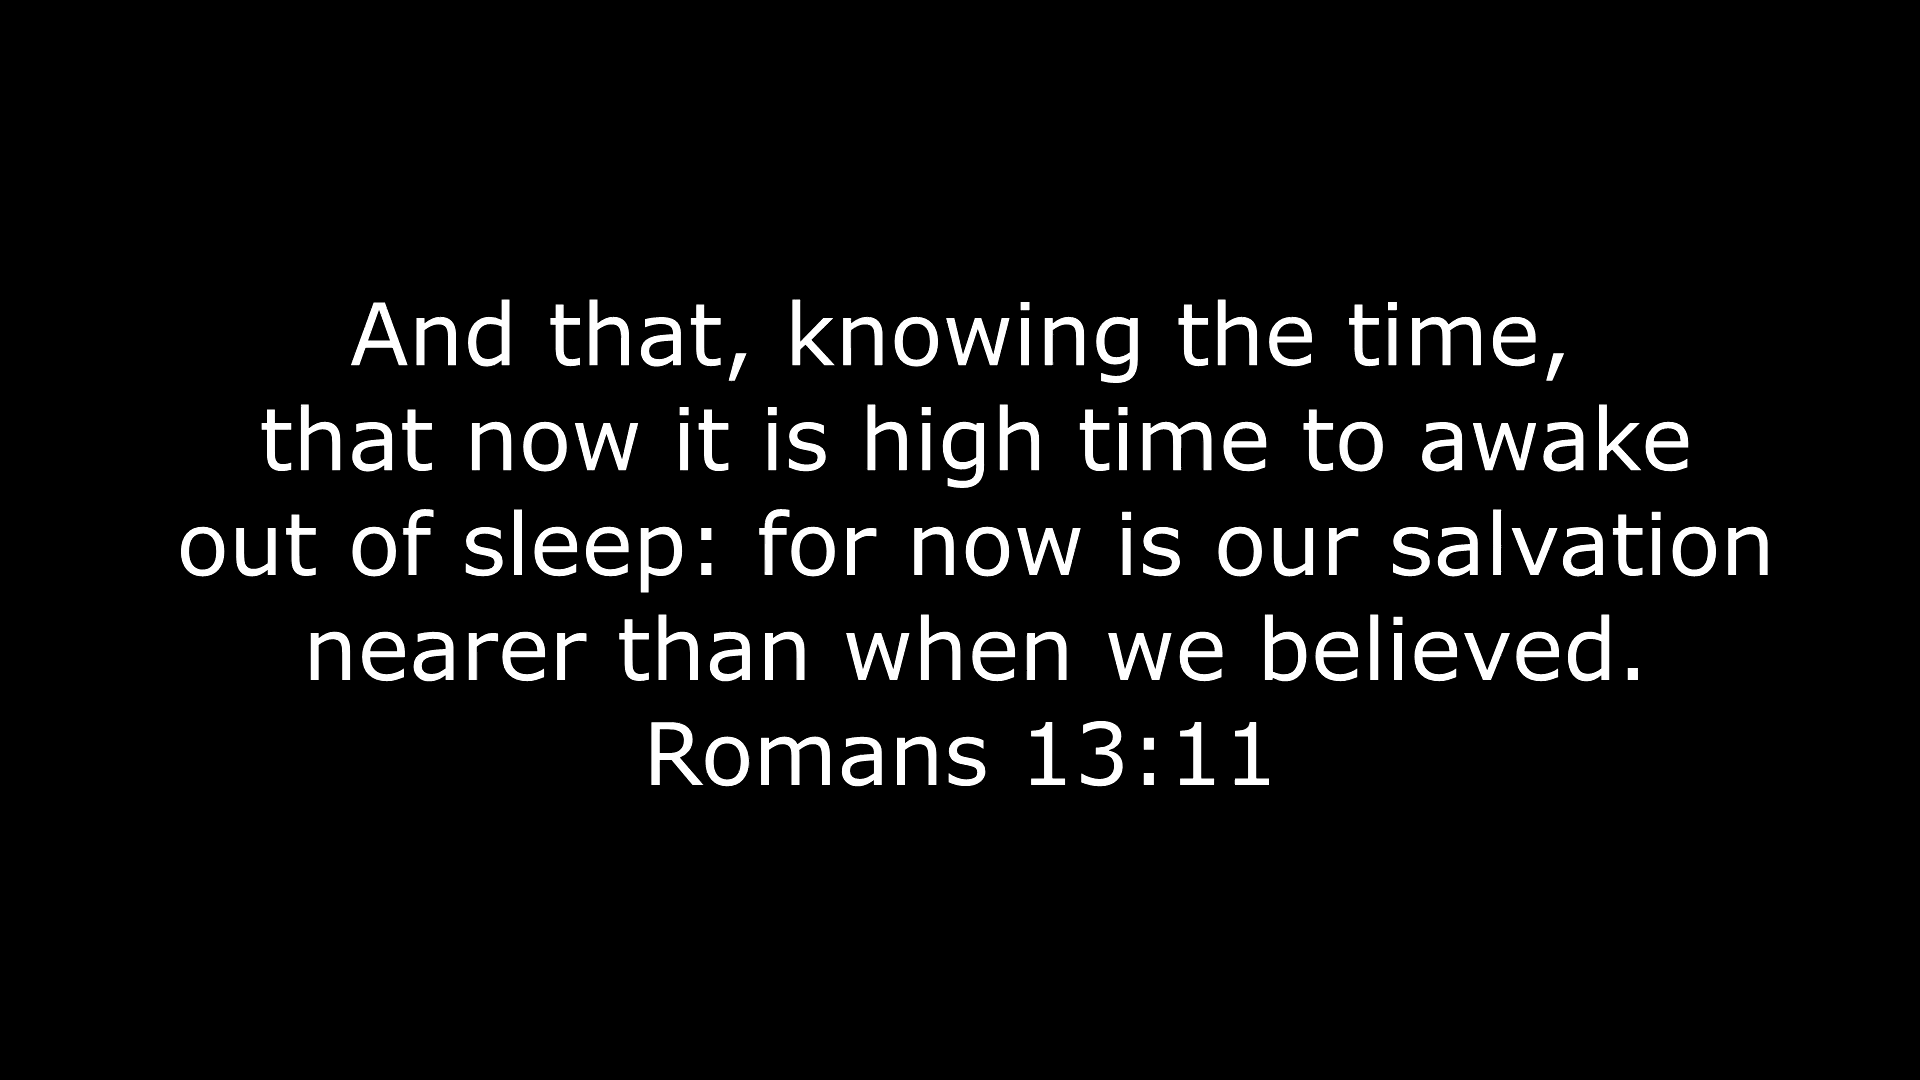 And that, knowing the time,
that now it is high time to awake
out of sleep: for now is our salvation
nearer than when we believed.
Romans 13:11